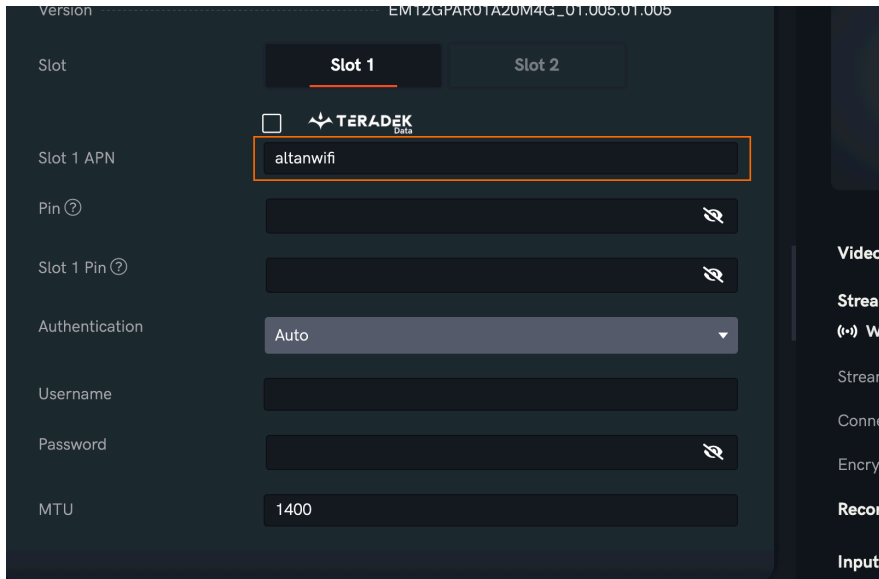 Version EM12GPAR01A20M4G_01.005.01.005
Slot Slot 1 Slot 2
TERADEK
Data
Slot 1 APN altanwifi
Pin ?
Slot 1 Pin ?
Authentication Auto
Username
Password
MTU 1400
Video
Strea
W
Strear
Conne
Encry
Recor
Input